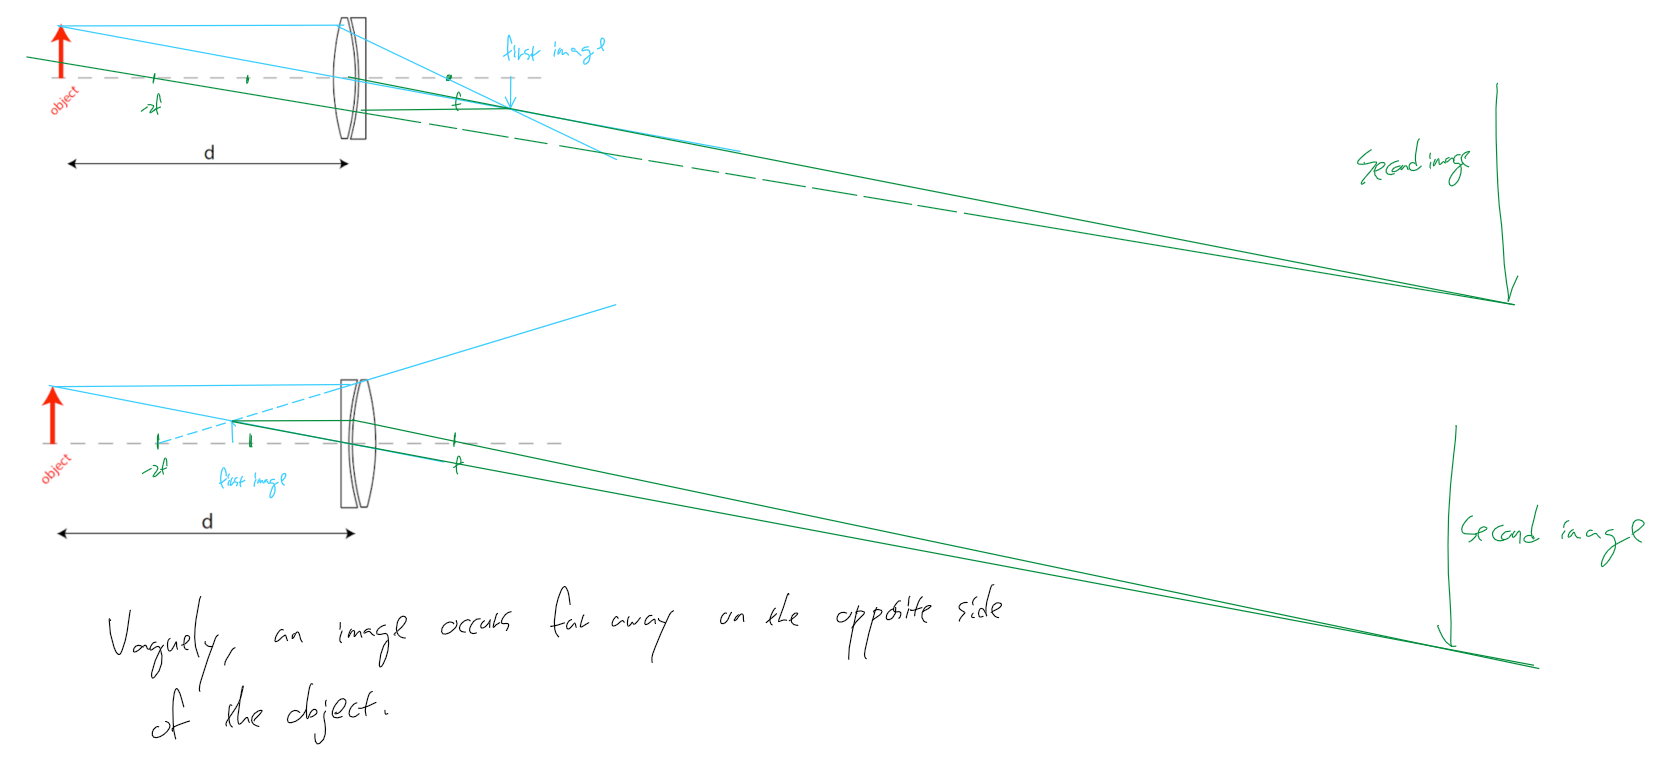 first image
object
-2f
f
d
Second image
object
-2f
first image
f
d
Second image
Vaguely, an image occurs far away on the opposite side
of the object.